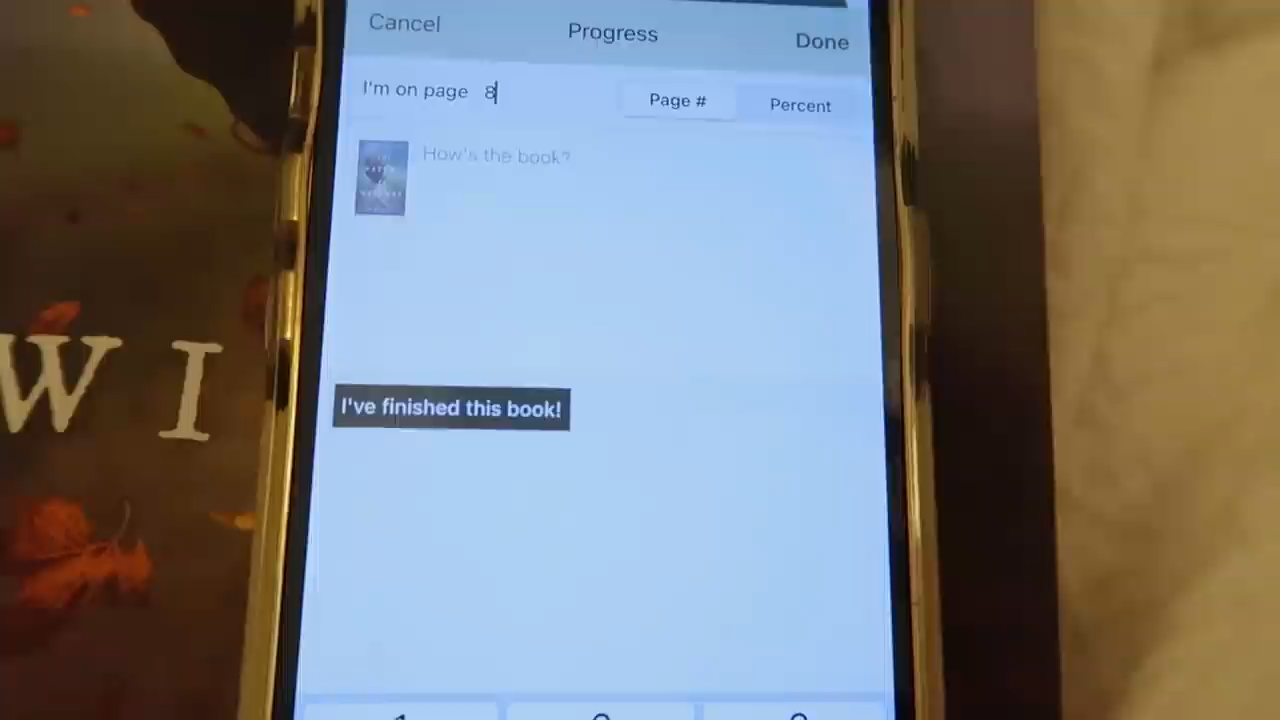 Cancel
Progress
Done
I'm on page 8
Page #
Percent
How's the book?
W I
I've finished this book!